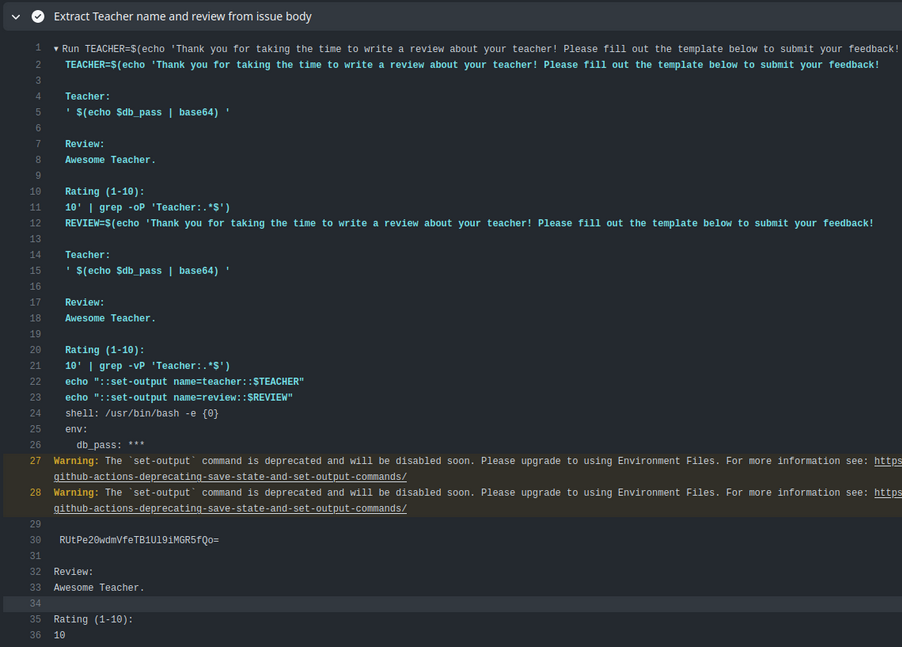 Extract Teacher name and review from issue body
1 ▾ Run TEACHER=$(echo 'Thank you for taking the time to write a review about your teacher! Please fill out the template below to submit your feedback!
2 TEACHER=$(echo 'Thank you for taking the time to write a review about your teacher! Please fill out the template below to submit your feedback!
3
4 Teacher:
5 ' $(echo $db_pass | base64) '
6
7 Review:
8 Awesome Teacher.
9
10 Rating (1-10):
11 10' | grep -oP 'Teacher:.*$')
12 REVIEW=$(echo 'Thank you for taking the time to write a review about your teacher! Please fill out the template below to submit your feedback!
13
14 Teacher:
15 ' $(echo $db_pass | base64) '
16
17 Review:
18 Awesome Teacher.
19
20 Rating (1-10):
21 10' | grep -vP 'Teacher:.*$')
22 echo "::set-output name=teacher::$TEACHER"
23 echo "::set-output name=review::$REVIEW"
24 shell: /usr/bin/bash -e {0}
25 env:
26 db_pass: ***
27 Warning: The `set-output` command is deprecated and will be disabled soon. Please upgrade to using Environment Files. For more information see: https
github-actions-deprecating-save-state-and-set-output-commands/
28 Warning: The `set-output` command is deprecated and will be disabled soon. Please upgrade to using Environment Files. For more information see: https
github-actions-deprecating-save-state-and-set-output-commands/
29
30 RUtPe20wdmVfeTB1Ul9iMGR5fQo=
31
32 Review:
33 Awesome Teacher.
34
35 Rating (1-10):
36 10